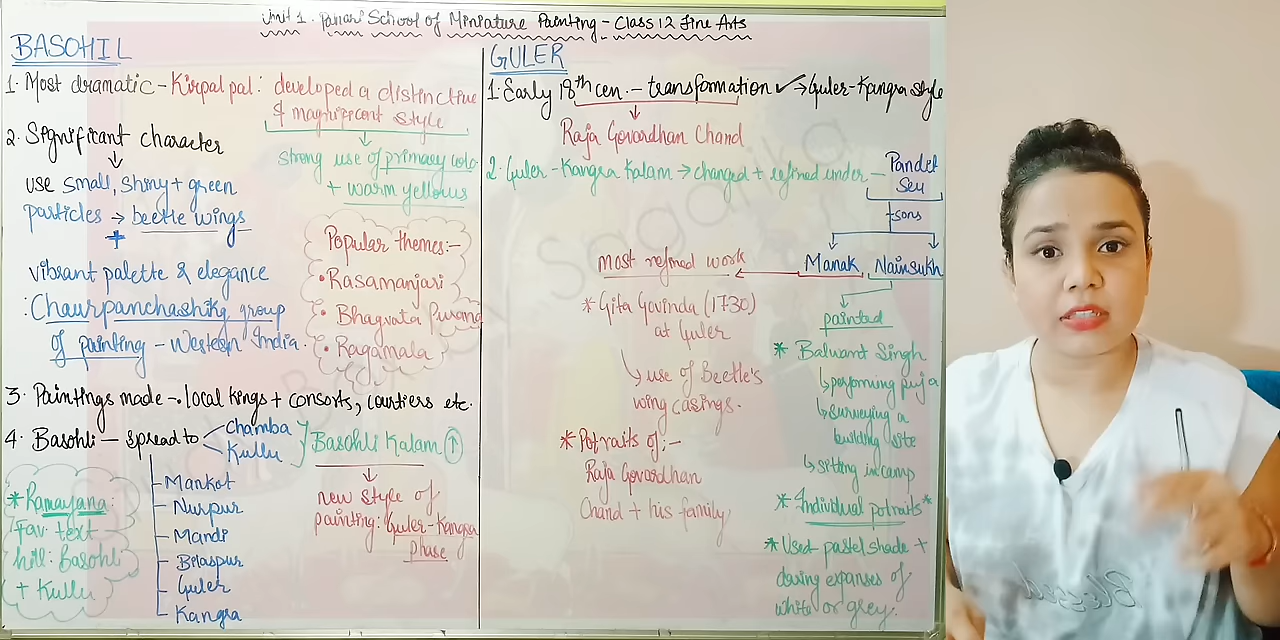 Unit 1. Pahari School of Miniature Painting - Class 12 Fine Arts
BASOHIL
1. Most dramatic - Kirpal pal: developed a distinctive
& magnificent style
strong use of primary colo
+ warm yellows
2. Significant character
use small, shiny + green
particles → beetle wings
+
vibrant palette & elegance
: Chaurpanchashika group
of painting - Western India.
Popular themes:-
• Rasamanjari
• Bhagvata Purana
• Ragamala
3. Paintings made → local kings + consorts, courtiers etc.
4. Basohli - spread to
Chamba
Kullu
Basohli Kalam ↑
Mankot
Nurpur
Mandi
Bilaspur
Guler
Kangra
new style of
painting: Guler-Kangra
phase
* Ramayana:
Fav. text
hill: Basohli
+ Kullu
GULER
1. Early 18th cen. - transformation ✓ → Guler-Kangra style
Raja Govardhan Chand
2. Guler-Kangra Kalam → changed + refined under - Pandit
Seu
sons
Manak
Nainsukh
most refined work
* Gita Govinda (1730)
at Guler
use of Beetle's
wing casings.
* Potraits of:-
Raja Govardhan
Chand + his family
painted
* Balwant Singh
performing puja
surveying a
building site
sitting in camp
* Individual potraits *
* Used pastel shade +
daring expanses of
white or grey.
Blessed